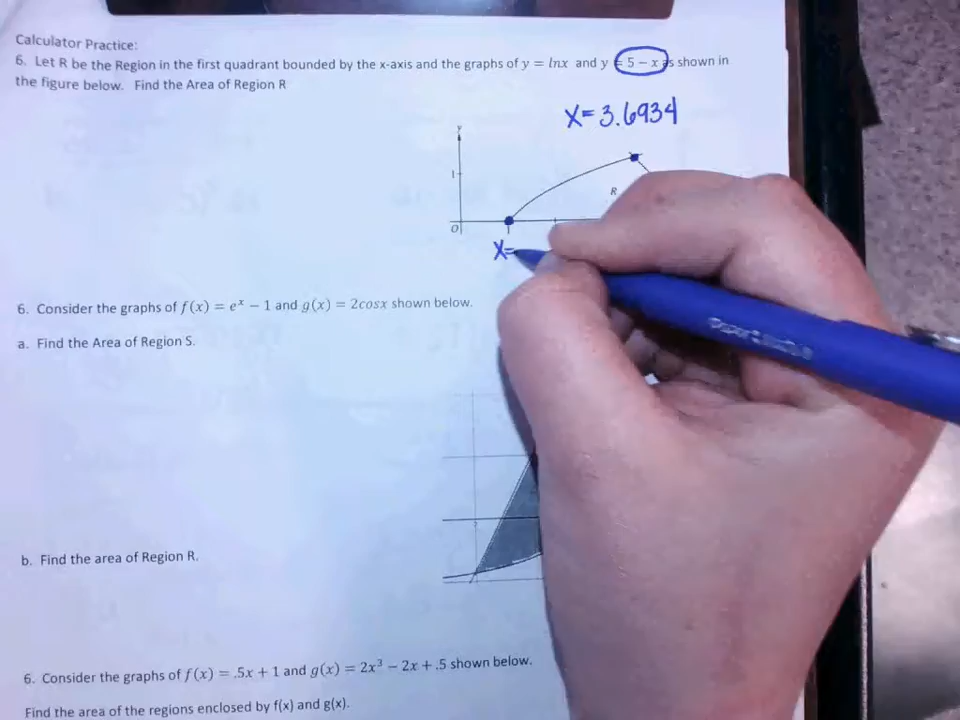 Calculator Practice:
6. Let R be the Region in the first quadrant bounded by the x-axis and the graphs of y = lnx and y = 5 − x as shown in
the figure below. Find the Area of Region R
X=3.6934
y
1
R
O
X=
6. Consider the graphs of f(x) = eˣ − 1 and g(x) = 2cosx shown below.
a. Find the Area of Region S.
b. Find the area of Region R.
6. Consider the graphs of f(x) = .5x + 1 and g(x) = 2x³ − 2x + .5 shown below.
Find the area of the regions enclosed by f(x) and g(x).